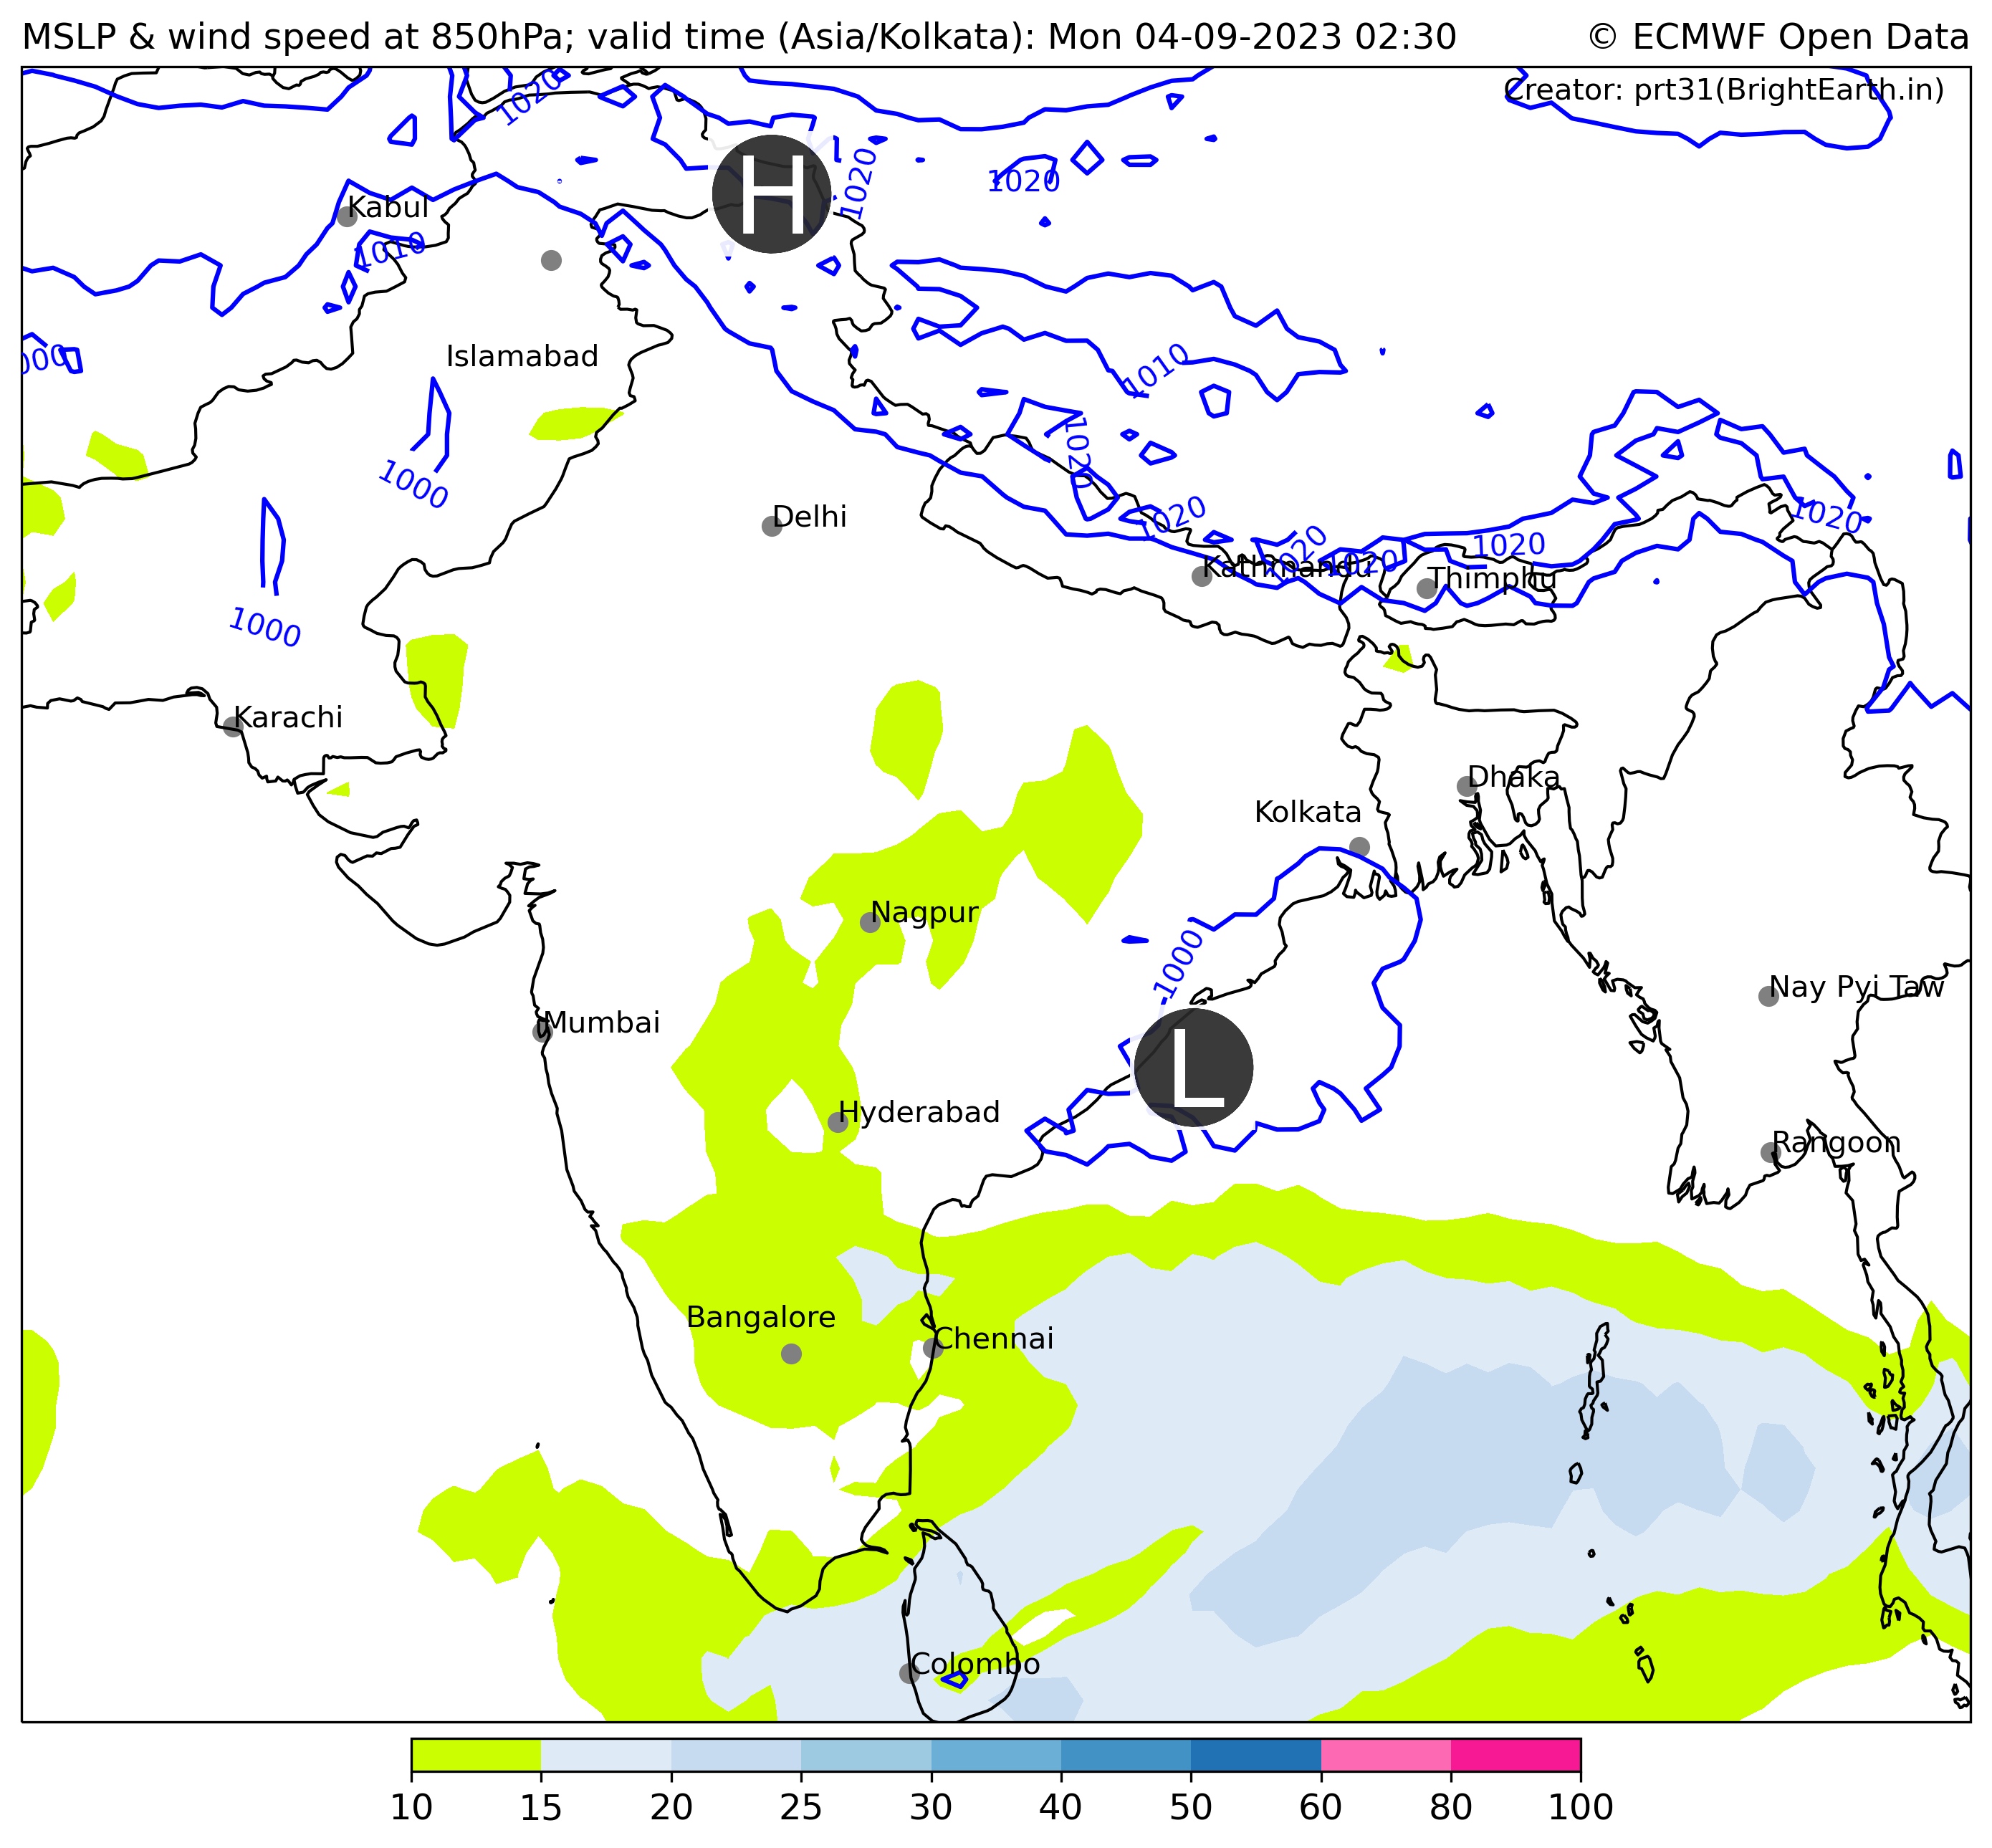 MSLP & wind speed at 850hPa; valid time (Asia/Kolkata): Mon 04-09-2023 02:30
© ECMWF Open Data
Creator: prt31(BrightEarth.in)
1020
H
1020
1020
Kabul
1010
Islamabad
1010
1000
1020
1000
Delhi
1020
1020
1020
1020
1020
Kathmandu
Thimphu
1000
Karachi
Dhaka
Kolkata
Nagpur
1000
Nay Pyi Taw
Mumbai
L
Hyderabad
Rangoon
Bangalore
Chennai
Colombo
10 15 20 25 30 40 50 60 80 100